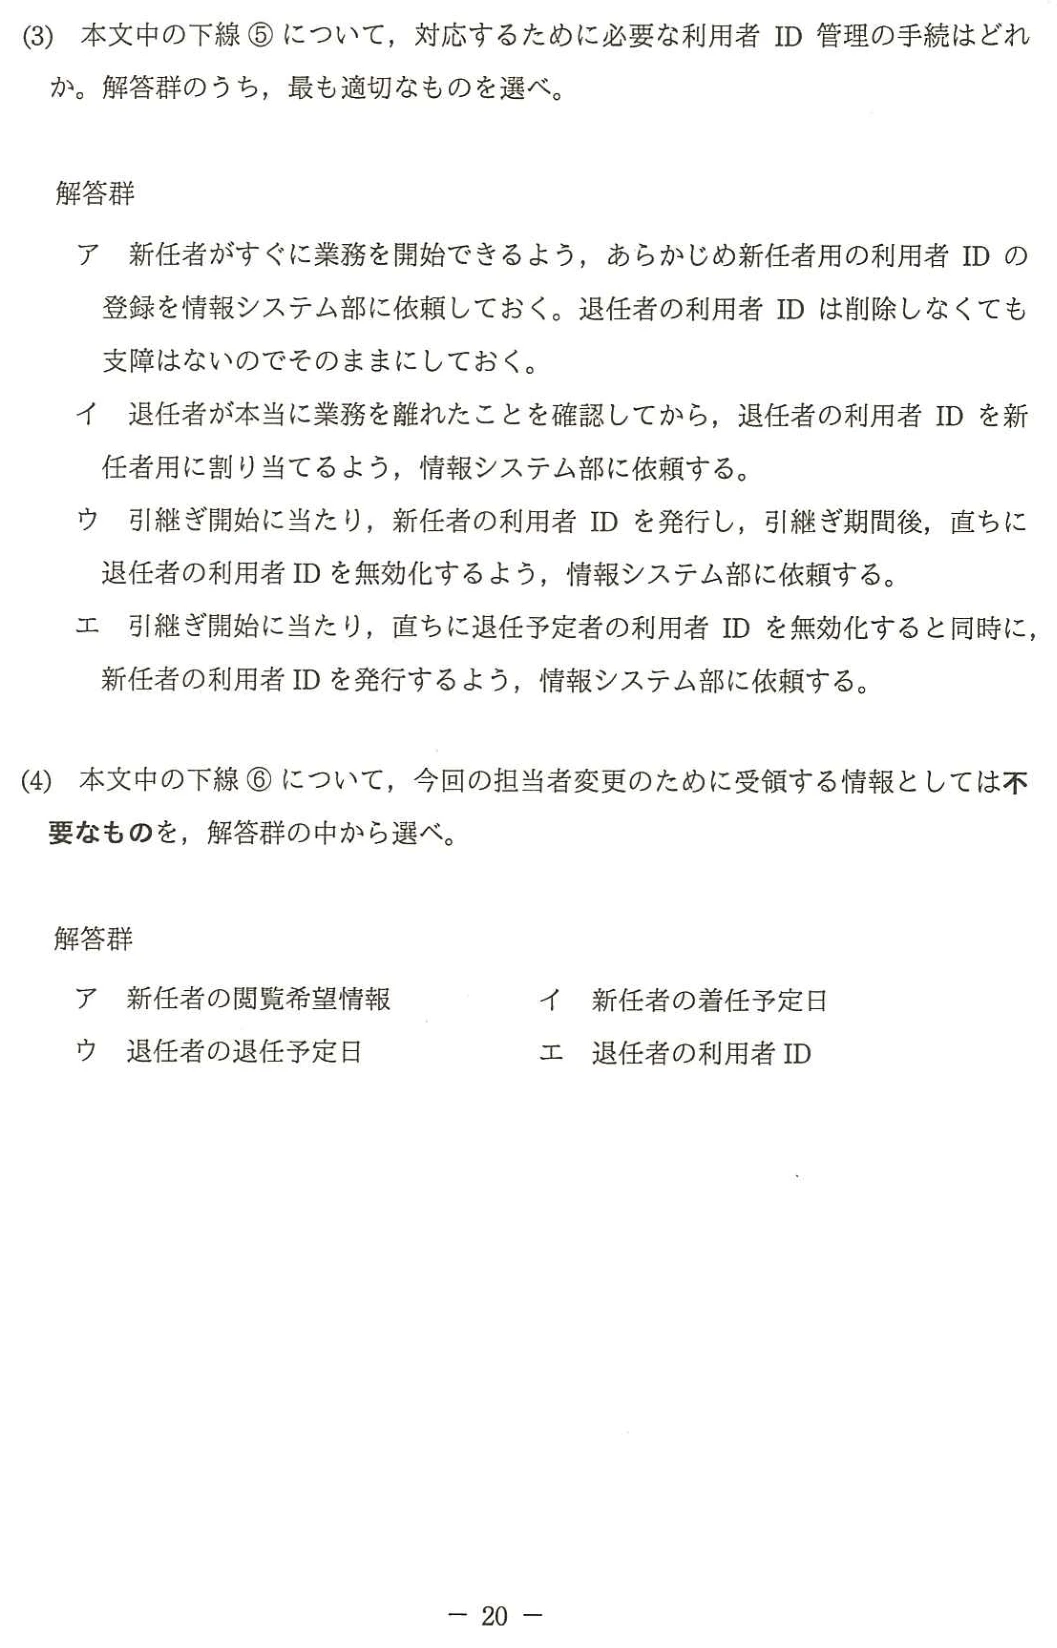 (3) 本文中の下線⑤について，対応するために必要な利用者 ID 管理の手続はどれ
か。解答群のうち，最も適切なものを選べ。
解答群
ア 新任者がすぐに業務を開始できるよう，あらかじめ新任者用の利用者 ID の
登録を情報システム部に依頼しておく。退任者の利用者 ID は削除しなくても
支障はないのでそのままにしておく。
イ 退任者が本当に業務を離れたことを確認してから，退任者の利用者 ID を新
任者用に割り当てるよう，情報システム部に依頼する。
ウ 引継ぎ開始に当たり，新任者の利用者 ID を発行し，引継ぎ期間後，直ちに
退任者の利用者 ID を無効化するよう，情報システム部に依頼する。
エ 引継ぎ開始に当たり，直ちに退任予定者の利用者 ID を無効化すると同時に，
新任者の利用者 ID を発行するよう，情報システム部に依頼する。
(4) 本文中の下線⑥について，今回の担当者変更のために受領する情報としては不
要なものを，解答群の中から選べ。
解答群
ア 新任者の閲覧希望情報 イ 新任者の着任予定日
ウ 退任者の退任予定日 エ 退任者の利用者 ID
－ 20 －